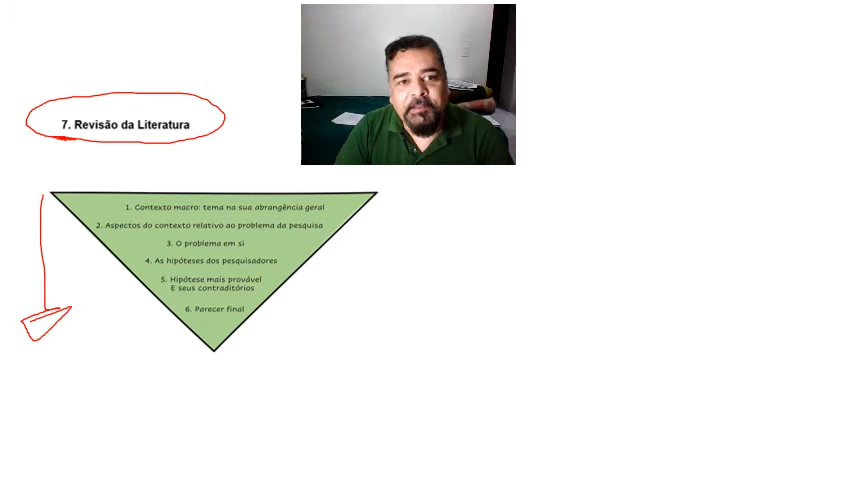 7. Revisão da Literatura
1. Contexto macro: tema na sua abrangência geral
2. Aspectos do contexto relativo ao problema da pesquisa
3. O problema em si
4. As hipóteses dos pesquisadores
5. Hipótese mais provável
E seus contraditórios
6. Parecer final